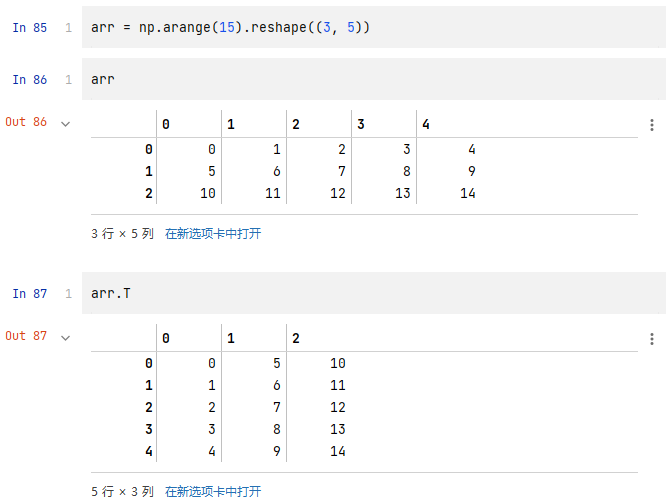 In 85 1 arr = np.arange(15).reshape((3, 5))
In 86 1 arr
Out 86
0 1 2 3 4
0 0 1 2 3 4
1 5 6 7 8 9
2 10 11 12 13 14
3 行 × 5 列 在新选项卡中打开
In 87 1 arr.T
Out 87
0 1 2
0 0 5 10
1 1 6 11
2 2 7 12
3 3 8 13
4 4 9 14
5 行 × 3 列 在新选项卡中打开